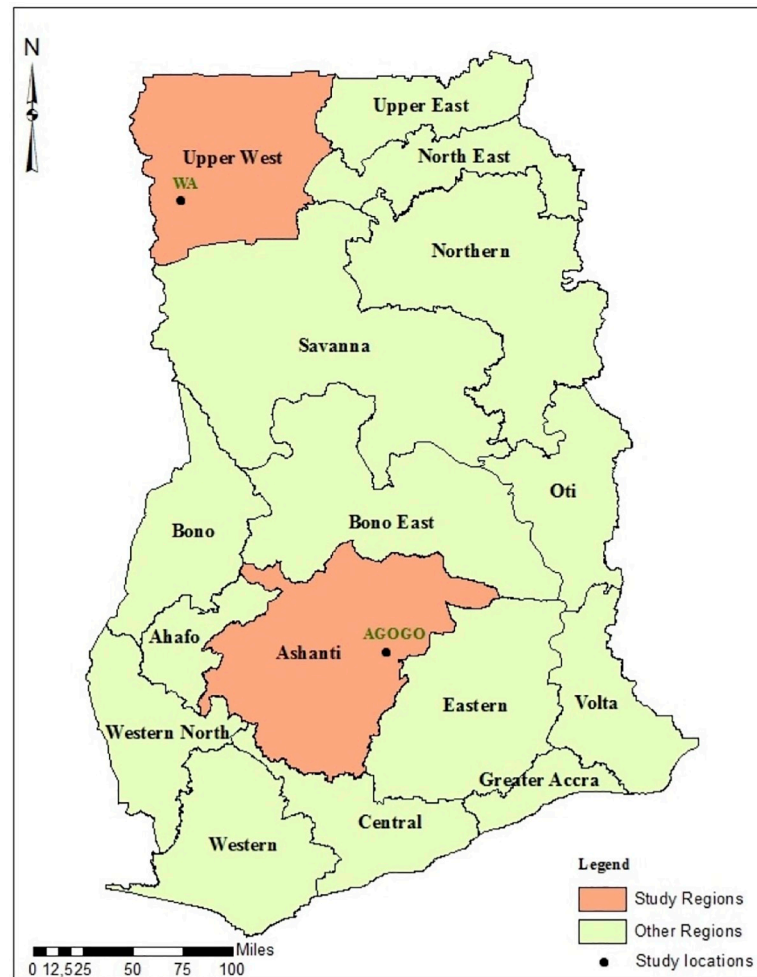 N
Upper East
North East
Upper West
WA
Northern
Savanna
Oti
Bono
Bono East
Ahafo
AGOGO
Ashanti
Volta
Eastern
Western North
Greater Accra
Central
Western
Legend
Study Regions
Other Regions
Study locations
Miles
0 12,525 50 75 100